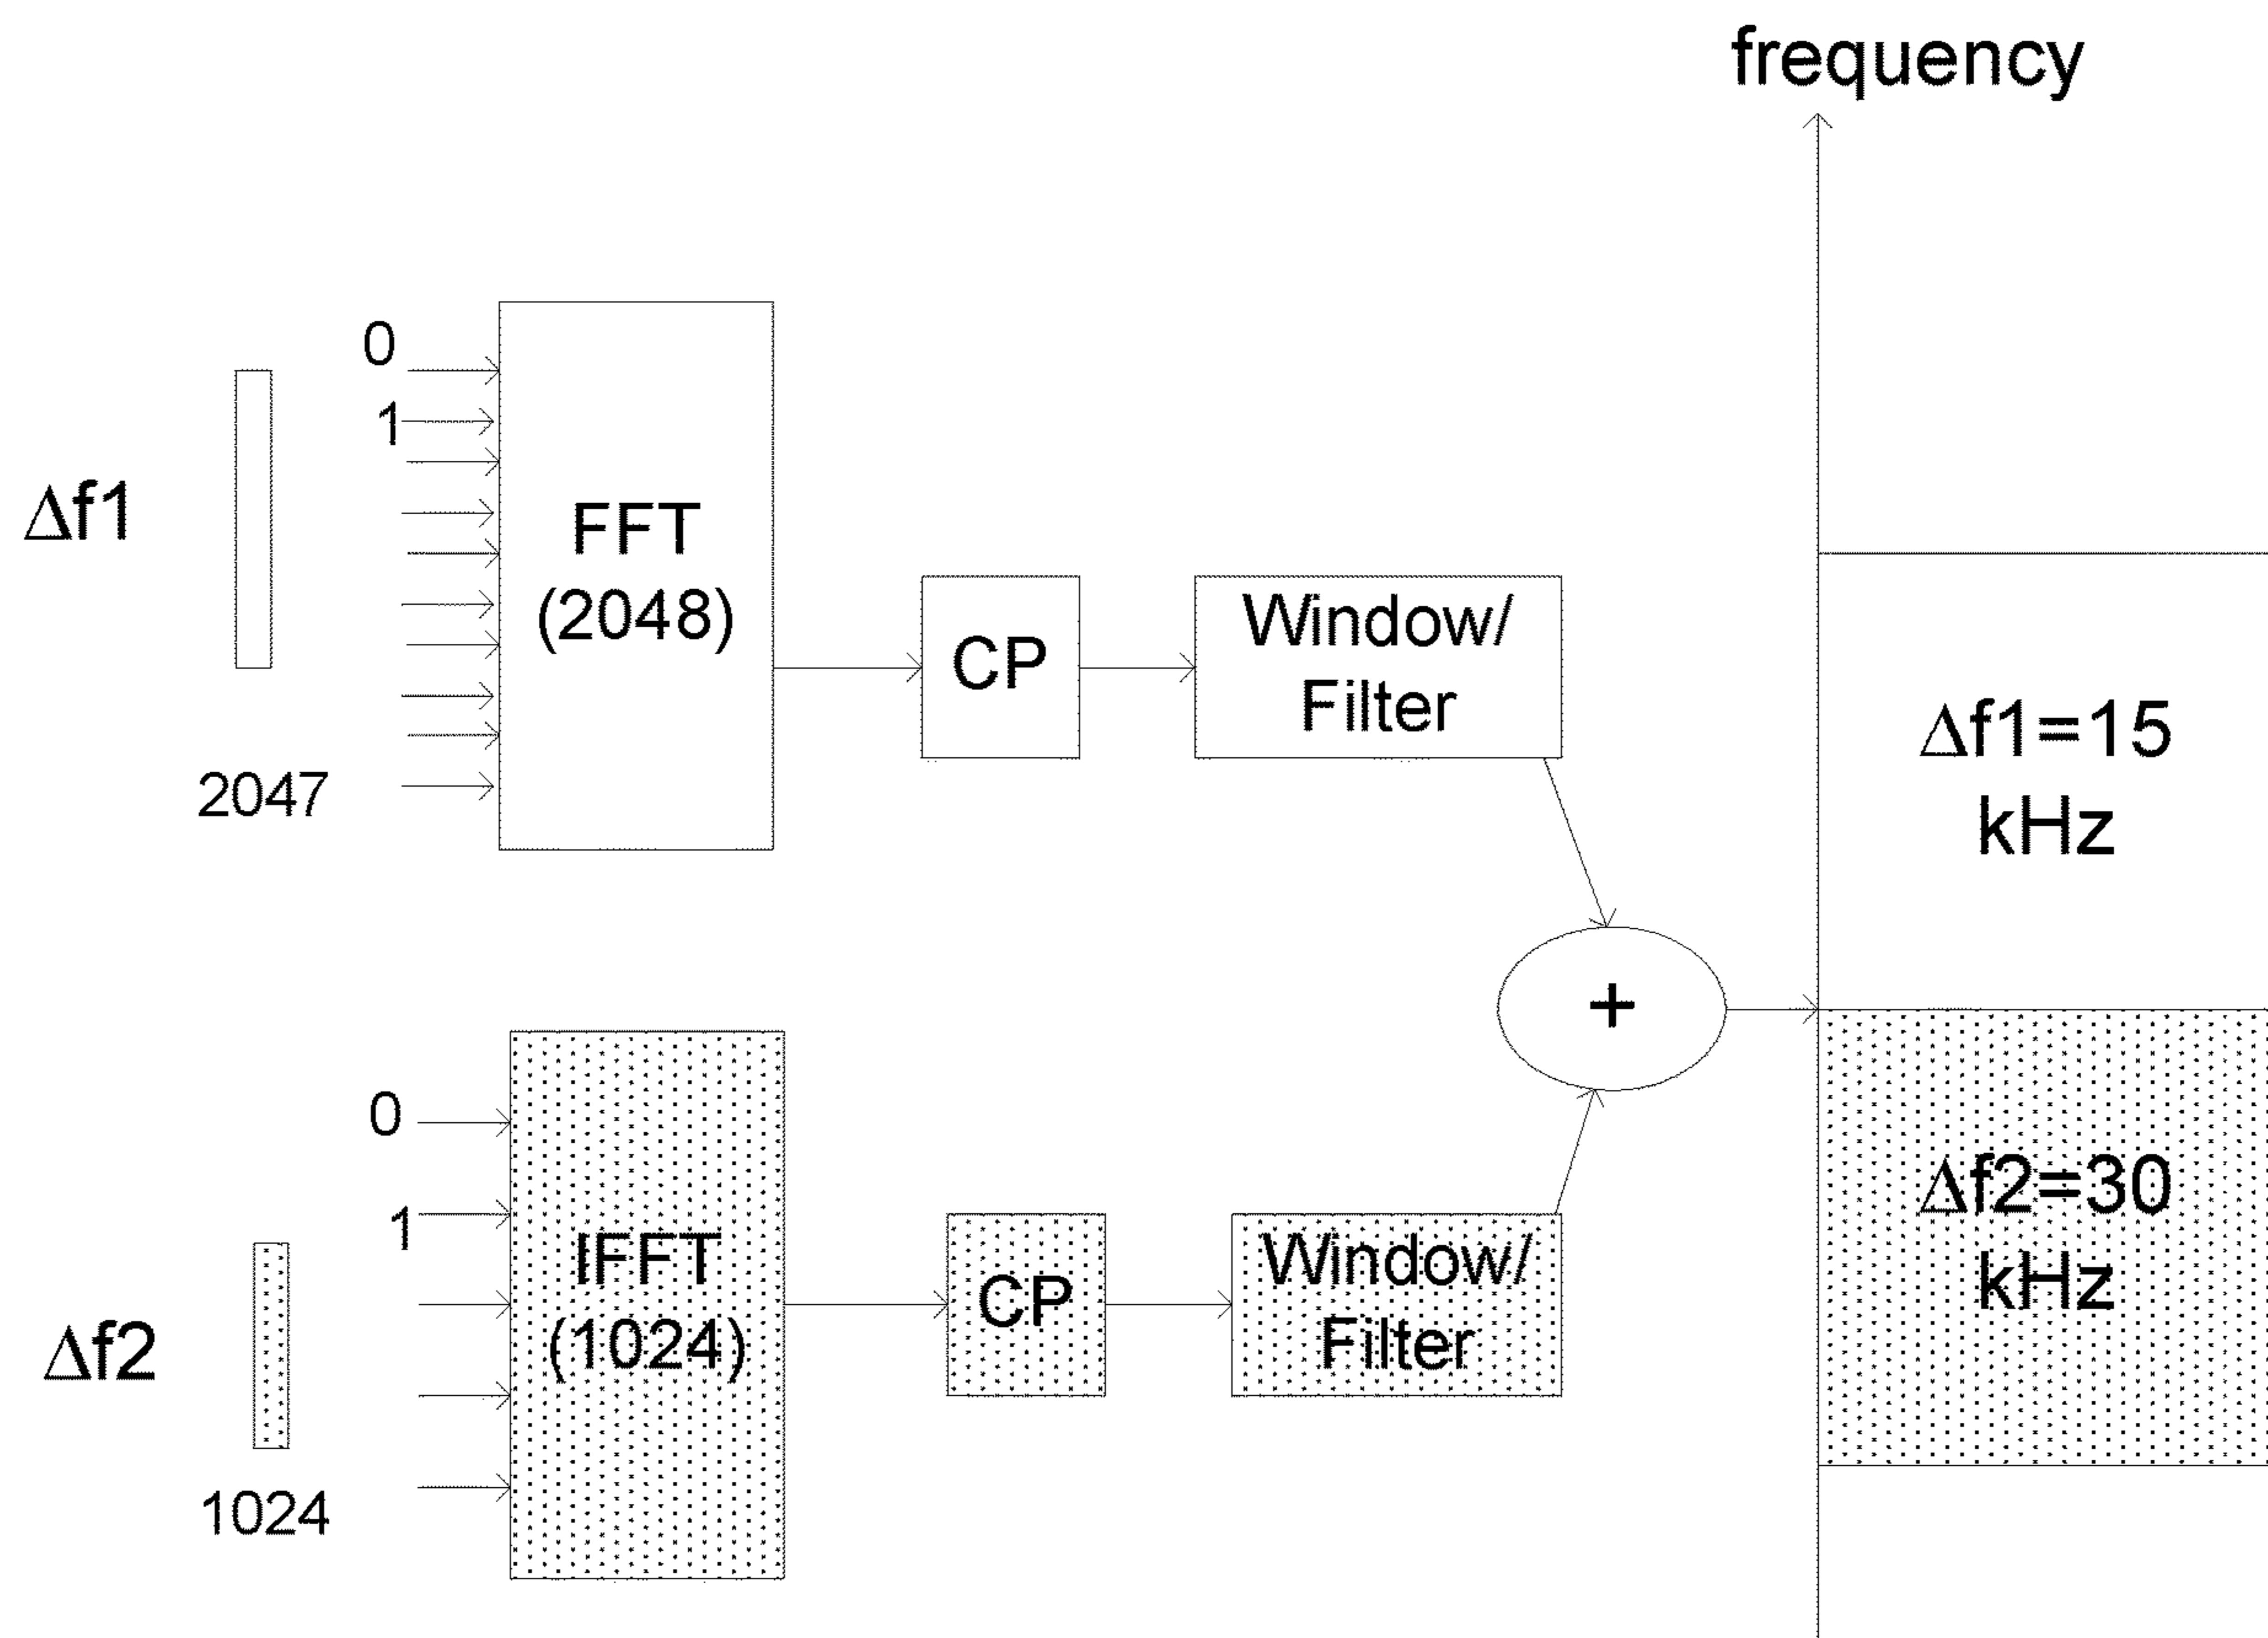 frequency
0
1
Δf1
FFT
(2048)
2047
CP
Window/
Filter
Δf1=15
kHz
+
0
1
Δf2
IFFT
(1024)
1024
CP
Window/
Filter
Δf2=30
kHz